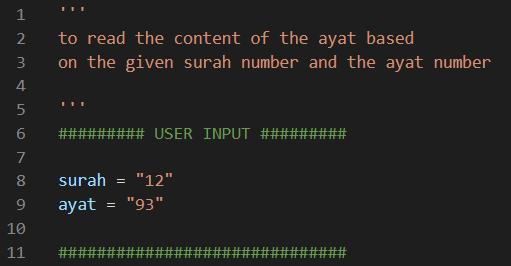 1 '''
2 to read the content of the ayat based
3 on the given surah number and the ayat number
4
5 '''
6 ######### USER INPUT #########
7
8 surah = "12"
9 ayat = "93"
10
11 ##############################